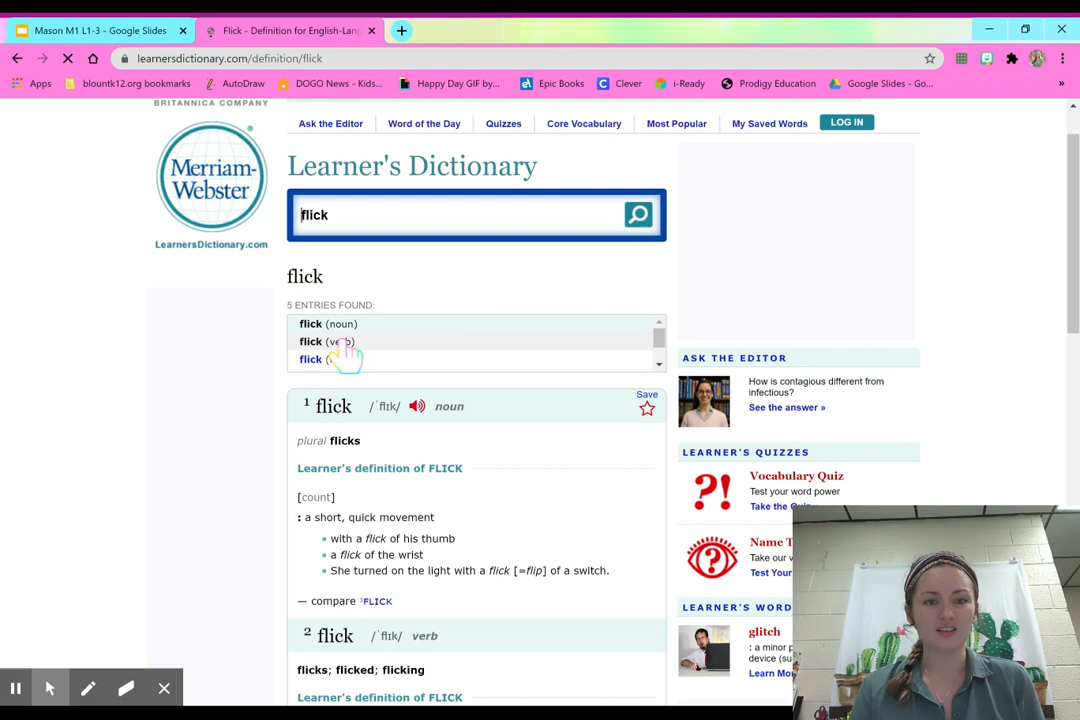 Mason M1 L1-3 - Google Slides
Flick - Definition for English-Lang
learnersdictionary.com/definition/flick
Apps
blountk12.org bookmarks
AutoDraw
DOGO News - Kids...
Happy Day GIF by...
Epic Books
Clever
i-Ready
Prodigy Education
Google Slides - Go...
»
BRITANNICA COMPANY
Ask the Editor
Word of the Day
Quizzes
Core Vocabulary
Most Popular
My Saved Words
LOG IN
Merriam-
Webster
®
LearnersDictionary.com
Learner's Dictionary
flick
flick
5 ENTRIES FOUND:
flick (noun)
flick (verb)
flick (
1 flick /ˈflɪk/ noun
Save
plural flicks
Learner's definition of FLICK
[count]
: a short, quick movement
with a flick of his thumb
a flick of the wrist
She turned on the light with a flick [=flip] of a switch.
— compare 3FLICK
2 flick /ˈflɪk/ verb
flicks; flicked; flicking
Learner's definition of FLICK
ASK THE EDITOR
How is contagious different from
infectious?
See the answer »
LEARNER'S QUIZZES
?!
Vocabulary Quiz
Test your word power
Take the
Name T
Take our v
Test Your
LEARNER'S WORD
glitch
: a minor p
device (su
Learn Mo